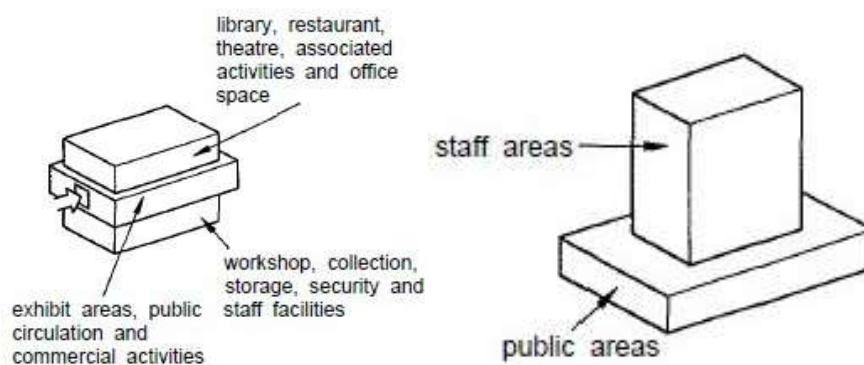 library, restaurant,
theatre, associated
activities and office
space
workshop, collection,
storage, security and
staff facilities
exhibit areas, public
circulation and
commercial activities
staff areas
public areas